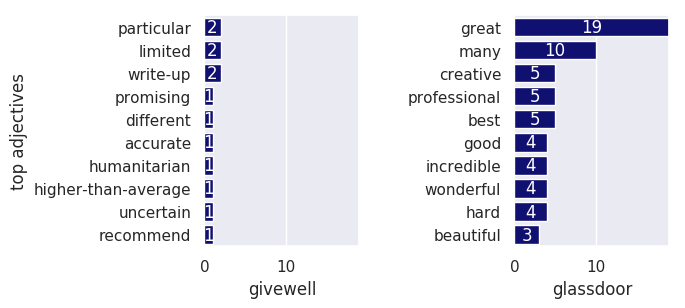 top adjectives
particular 2
limited 2
write-up 2
promising 1
different 1
accurate 1
humanitarian 1
higher-than-average 1
uncertain 1
recommend 1
0 10
givewell
great 19
many 10
creative 5
professional 5
best 5
good 4
incredible 4
wonderful 4
hard 4
beautiful 3
0 10
glassdoor